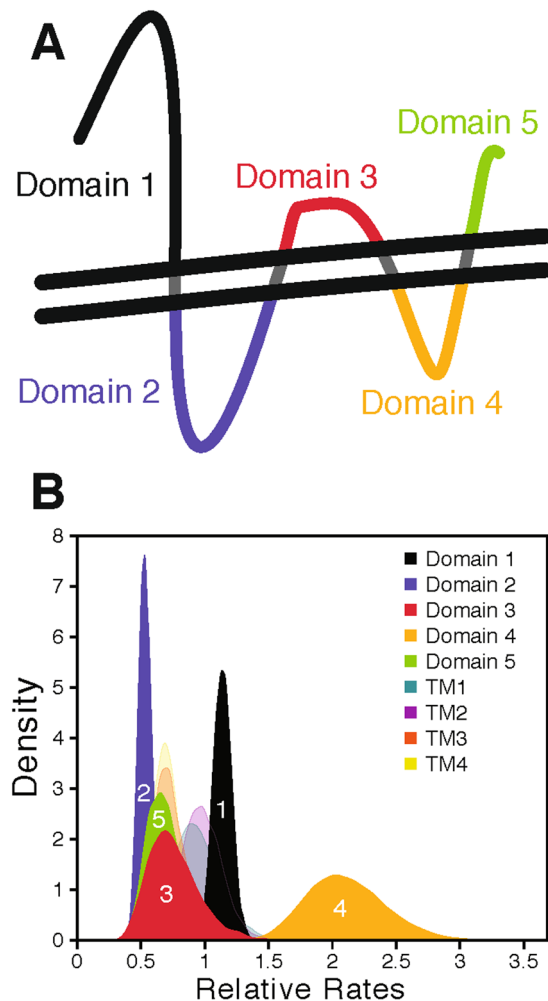 A
Domain 5
Domain 3
Domain 1
Domain 2
Domain 4
B
8
7
6
5
4
3
2
1
0
Density
Domain 1
Domain 2
Domain 3
Domain 4
Domain 5
TM1
TM2
TM3
TM4
2
5
3
1
4
0
0.5
1
1.5
2
2.5
3
3.5
Relative Rates